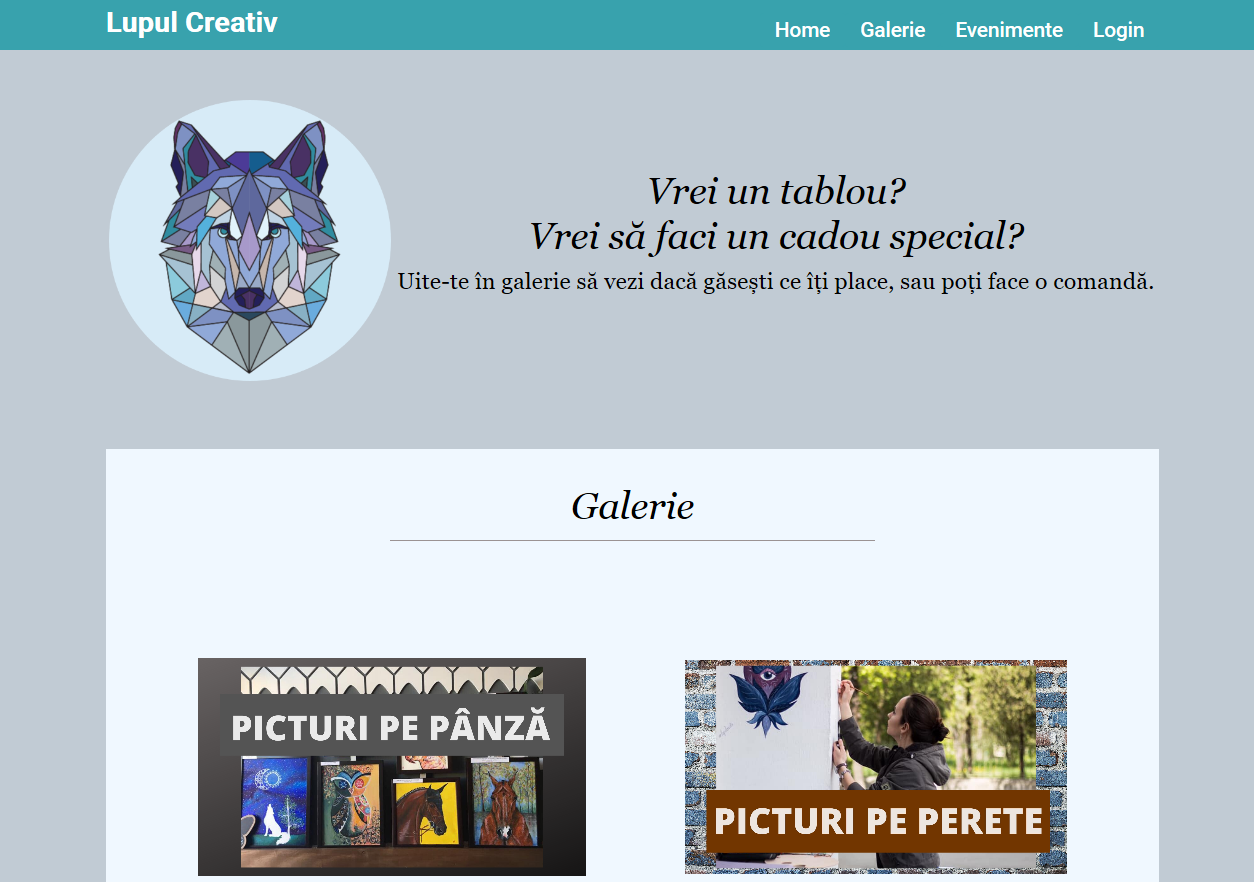 Lupul Creativ
Home Galerie Evenimente Login
Vrei un tablou?
Vrei să faci un cadou special?
Uite-te în galerie să vezi dacă găsești ce îți place, sau poți face o comandă.
Galerie
PICTURI PE PÂNZĂ
PICTURI PE PERETE